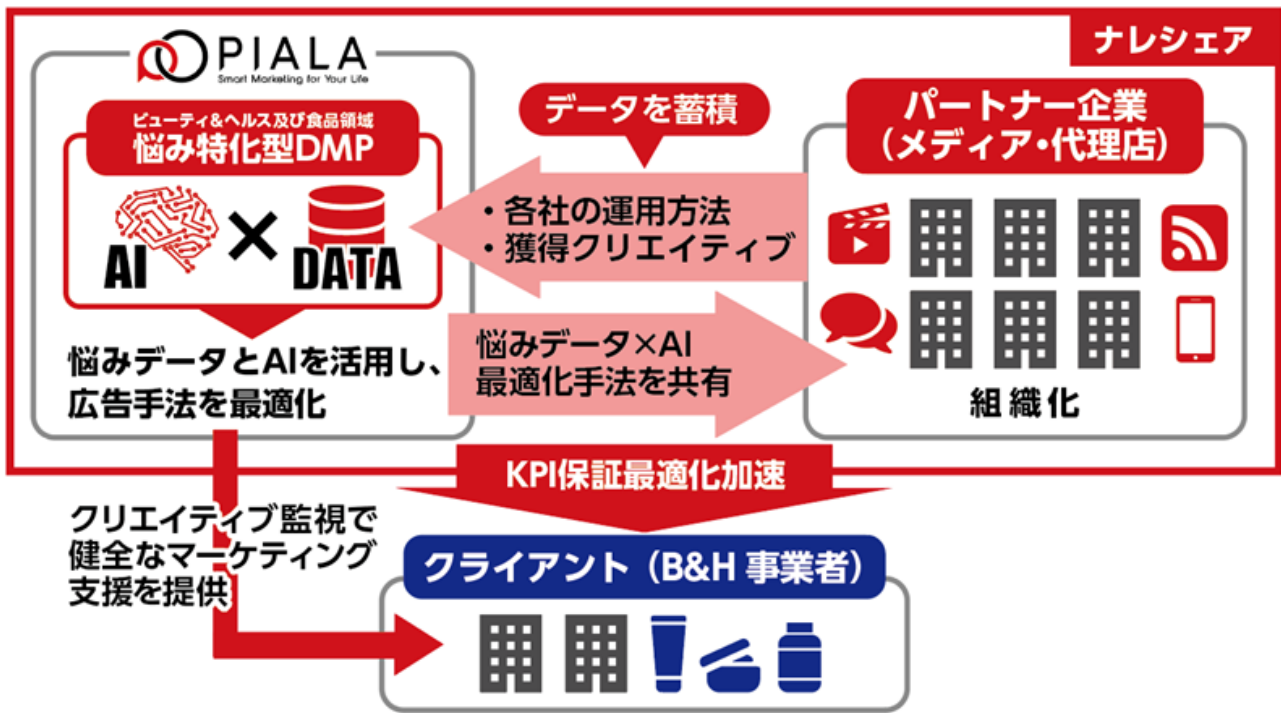 ナレシェア
PIALA
Smart Marketing for Your Life
ビューティ&ヘルス及び食品領域
悩み特化型DMP
AI × DATA
悩みデータとAIを活用し、
広告手法を最適化
データを蓄積
・各社の運用方法
・獲得クリエイティブ
悩みデータ×AI
最適化手法を共有
パートナー企業
（メディア・代理店）
組織化
KPI保証最適化加速
クリエイティブ監視で
健全なマーケティング
支援を提供
クライアント（B&H 事業者）